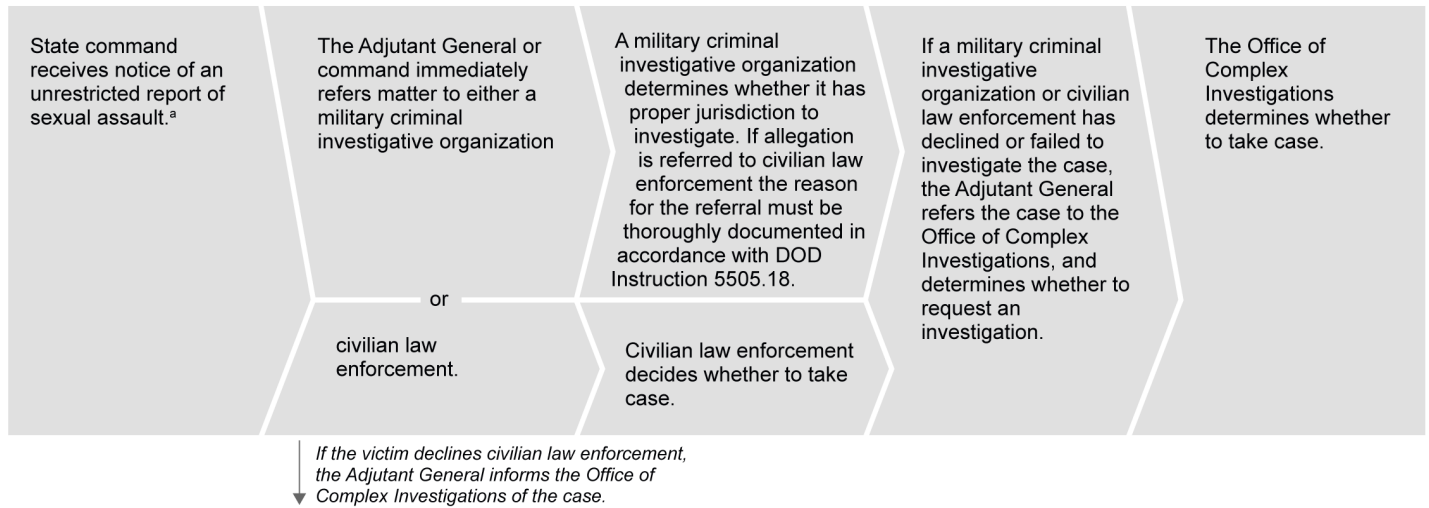 State command
receives notice of an
unrestricted report of
sexual assault.a
The Adjutant General or
command immediately
refers matter to either a
military criminal
investigative organization
or
civilian law
enforcement.
A military criminal
investigative organization
determines whether it has
proper jurisdiction to
investigate. If allegation
is referred to civilian law
enforcement the reason
for the referral must be
thoroughly documented in
accordance with DOD
Instruction 5505.18.
Civilian law enforcement
decides whether to take
case.
If a military criminal
investigative
organization or civilian
law enforcement has
declined or failed to
investigate the case,
the Adjutant General
refers the case to the
Office of Complex
Investigations, and
determines whether to
request an
investigation.
The Office of
Complex
Investigations
determines whether
to take case.
If the victim declines civilian law enforcement,
the Adjutant General informs the Office of
Complex Investigations of the case.